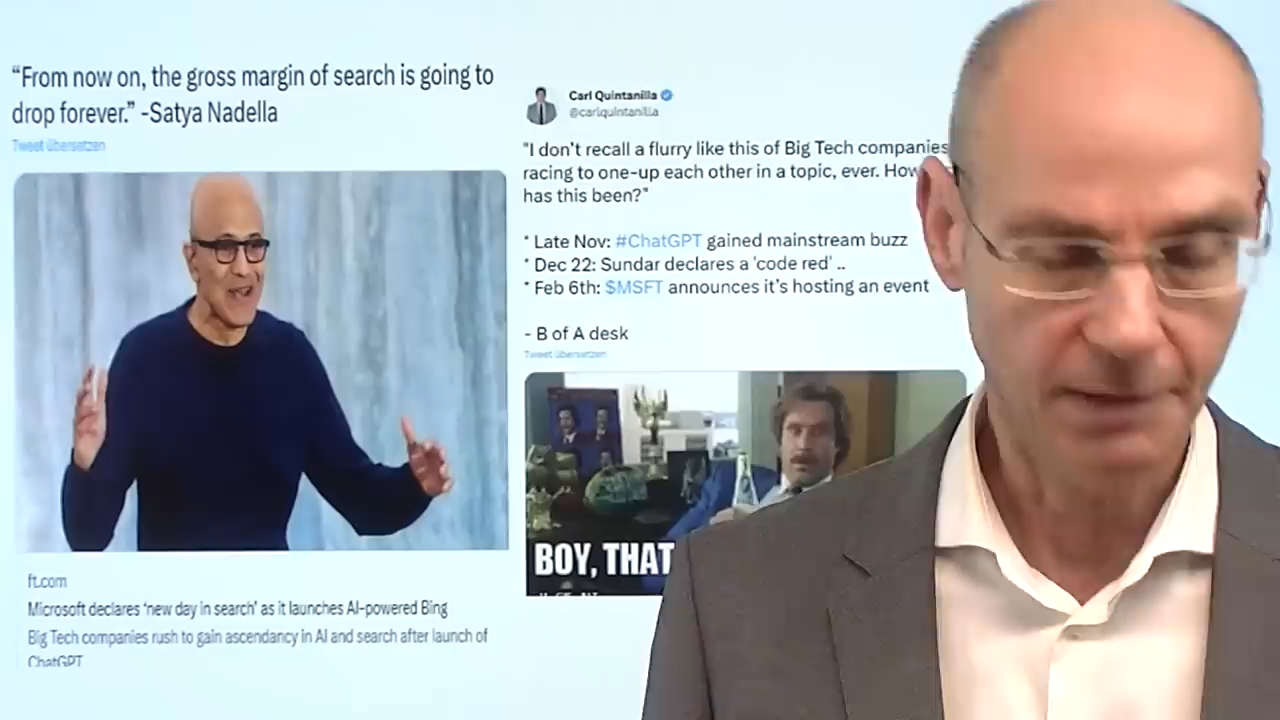 “From now on, the gross margin of search is going to
drop forever.” -Satya Nadella
Tweet übersetzen
ft.com
Microsoft declares ‘new day in search’ as it launches AI-powered Bing
Big Tech companies rush to gain ascendancy in AI and search after launch of
ChatGPT
Carl Quintanilla
@carlquintanilla
"I don't recall a flurry like this of Big Tech companies
racing to one-up each other in a topic, ever. How
has this been?"
* Late Nov: #ChatGPT gained mainstream buzz
* Dec 22: Sundar declares a 'code red' ..
* Feb 6th: $MSFT announces it's hosting an event
- B of A desk
Tweet übersetzen
BOY, THAT